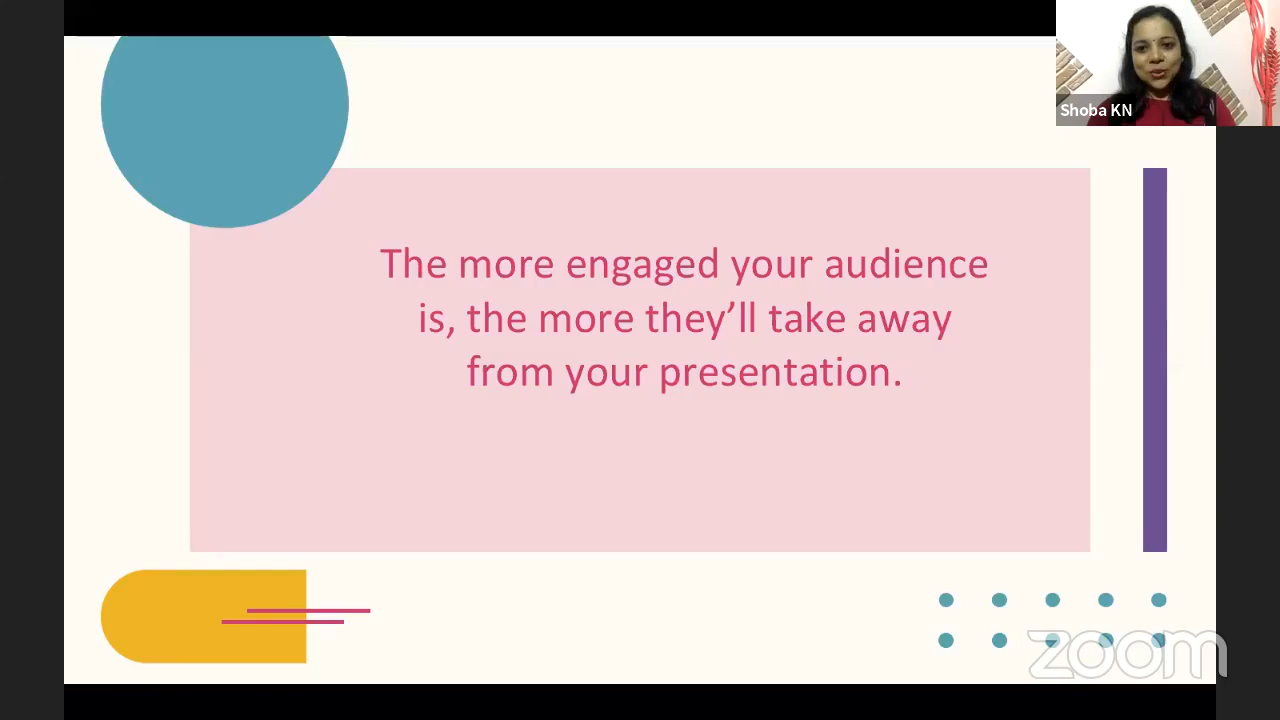 Shoba KN
The more engaged your audience
is, the more they’ll take away
from your presentation.
zoom